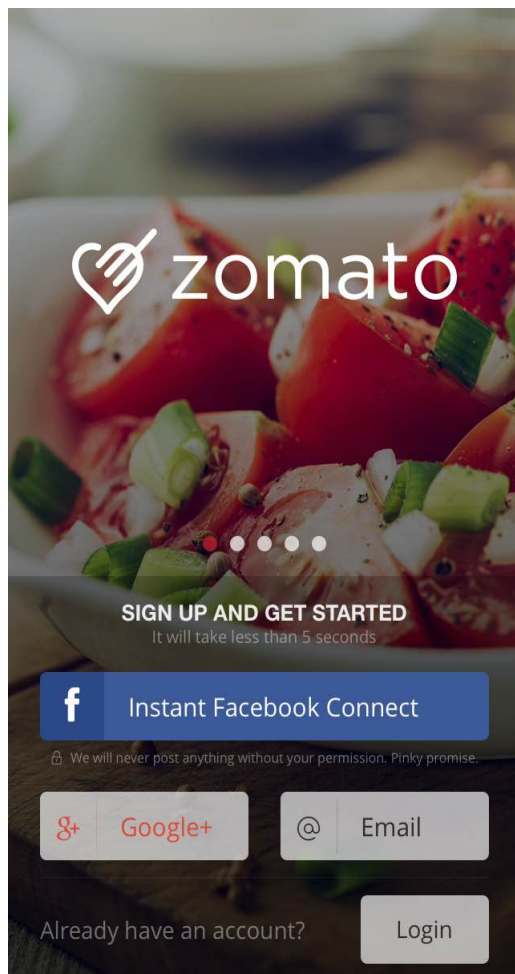 zomato
SIGN UP AND GET STARTED
It will take less than 5 seconds
f Instant Facebook Connect
We will never post anything without your permission. Pinky promise.
g+ Google+
@ Email
Already have an account? Login